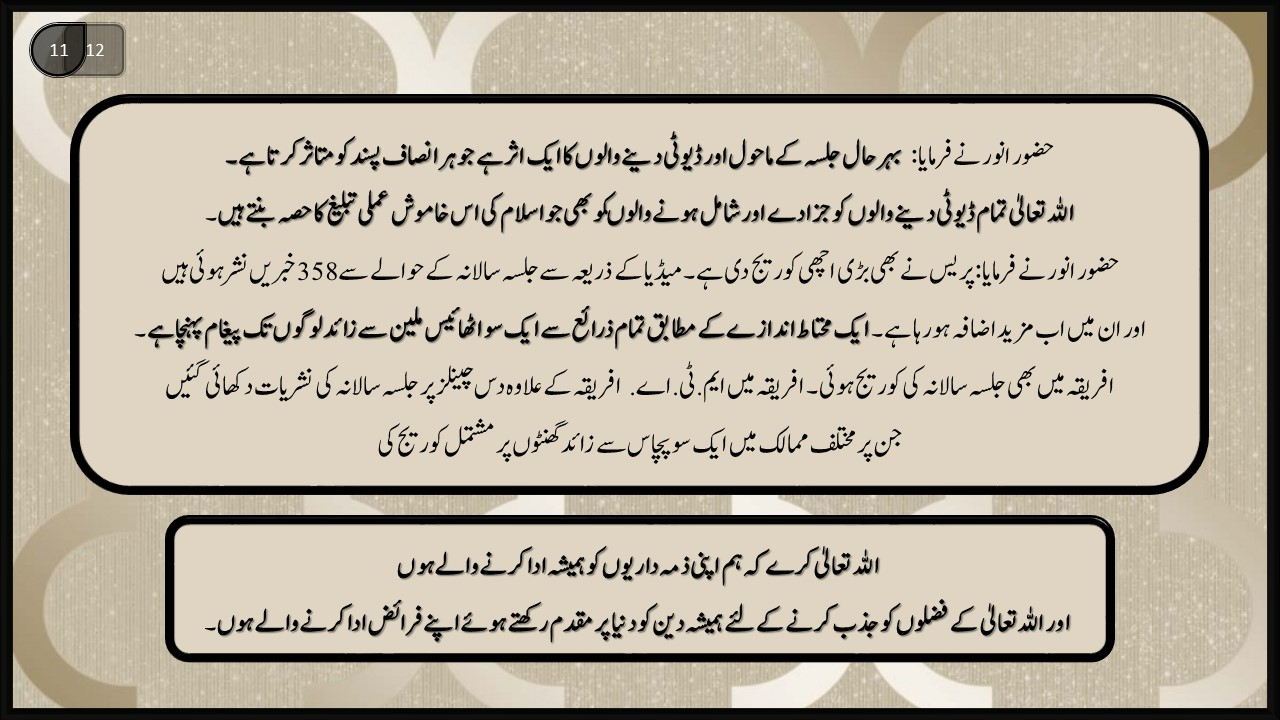 11 12
حضور انور نے فرمایا: بہر حال جلسہ کے ماحول اور ڈیوٹی دینے والوں کا ایک اثر ہے جو ہر انصاف پسند کو متاثر کرتا ہے۔
اللہ تعالیٰ تمام ڈیوٹی دینے والوں کو جزا دے اور شامل ہونے والوں کو بھی جو اسلام کی اس خاموش عملی تبلیغ کا حصہ بنتے ہیں۔
حضور انور نے فرمایا: پریس نے بھی بڑی اچھی کوریج دی ہے۔ میڈیا کے ذریعہ سے جلسہ سالانہ کے حوالے سے 358 خبریں نشر ہوئی ہیں
اور ان میں اب مزید اضافہ ہو رہا ہے۔ ایک محتاط اندازے کے مطابق تمام ذرائع سے ایک سو اٹھائیس ملین سے زائد لوگوں تک پیغام پہنچا ہے۔
افریقہ میں بھی جلسہ سالانہ کی کوریج ہوئی۔ افریقہ میں ایم. ٹی. اے. افریقہ کے علاوہ دس چینلز پر جلسہ سالانہ کی نشریات دکھائی گئیں
جن پر مختلف ممالک میں ایک سو پچاس سے زائد گھنٹوں پر مشتمل کوریج کی
اللہ تعالیٰ کرے کہ ہم اپنی ذمہ داریوں کو ہمیشہ ادا کرنے والے ہوں
اور اللہ تعالیٰ کے فضلوں کو جذب کرنے کے لئے ہمیشہ دین کو دنیا پر مقدم رکھتے ہوئے اپنے فرائض ادا کرنے والے ہوں۔